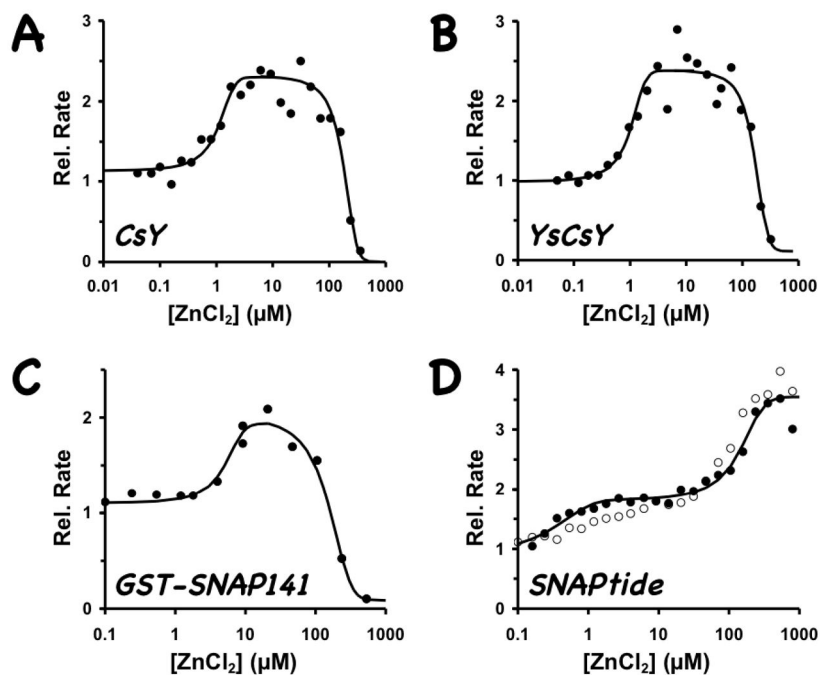 A
3
2
1
0
Rel. Rate
CsY
0.01 0.1 1 10 100 1000
[ZnCl₂] (µM)
B
3
2
1
0
Rel. Rate
YsCsY
0.01 0.1 1 10 100 1000
[ZnCl₂] (µM)
C
2
1
0
Rel. Rate
GST-SNAP141
0.1 1 10 100 1000
[ZnCl₂] (µM)
D
4
3
2
1
0
Rel. Rate
SNAPtide
0.1 1 10 100 1000
[ZnCl₂] (µM)